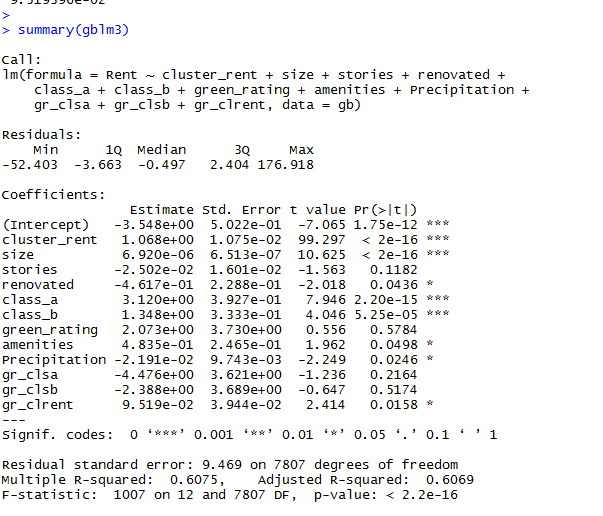 >
> summary(gblm3)
Call:
lm(formula = Rent ~ cluster_rent + size + stories + renovated +
    class_a + class_b + green_rating + amenities + Precipitation +
    gr_clsa + gr_clsb + gr_clrent, data = gb)
Residuals:
    Min      1Q  Median      3Q     Max
-52.403  -3.663  -0.497   2.404 176.918
Coefficients:
                Estimate Std. Error t value Pr(>|t|)
(Intercept)   -3.548e+00  5.022e-01  -7.065 1.75e-12 ***
cluster_rent   1.068e+00  1.075e-02  99.297  < 2e-16 ***
size           6.920e-06  6.513e-07  10.625  < 2e-16 ***
stories       -2.502e-02  1.601e-02  -1.563   0.1182
renovated     -4.617e-01  2.288e-01  -2.018   0.0436 *
class_a        3.120e+00  3.927e-01   7.946 2.20e-15 ***
class_b        1.348e+00  3.333e-01   4.046 5.25e-05 ***
green_rating   2.073e+00  3.730e+00   0.556   0.5784
amenities      4.835e-01  2.465e-01   1.962   0.0498 *
Precipitation -2.191e-02  9.743e-03  -2.249   0.0246 *
gr_clsa       -4.476e+00  3.621e+00  -1.236   0.2164
gr_clsb       -2.388e+00  3.689e+00  -0.647   0.5174
gr_clrent      9.519e-02  3.944e-02   2.414   0.0158 *
---
Signif. codes:  0 ‘***’ 0.001 ‘**’ 0.01 ‘*’ 0.05 ‘.’ 0.1 ‘ ’ 1
Residual standard error: 9.469 on 7807 degrees of freedom
Multiple R-squared:  0.6075,    Adjusted R-squared:  0.6069
F-statistic:  1007 on 12 and 7807 DF,  p-value: < 2.2e-16